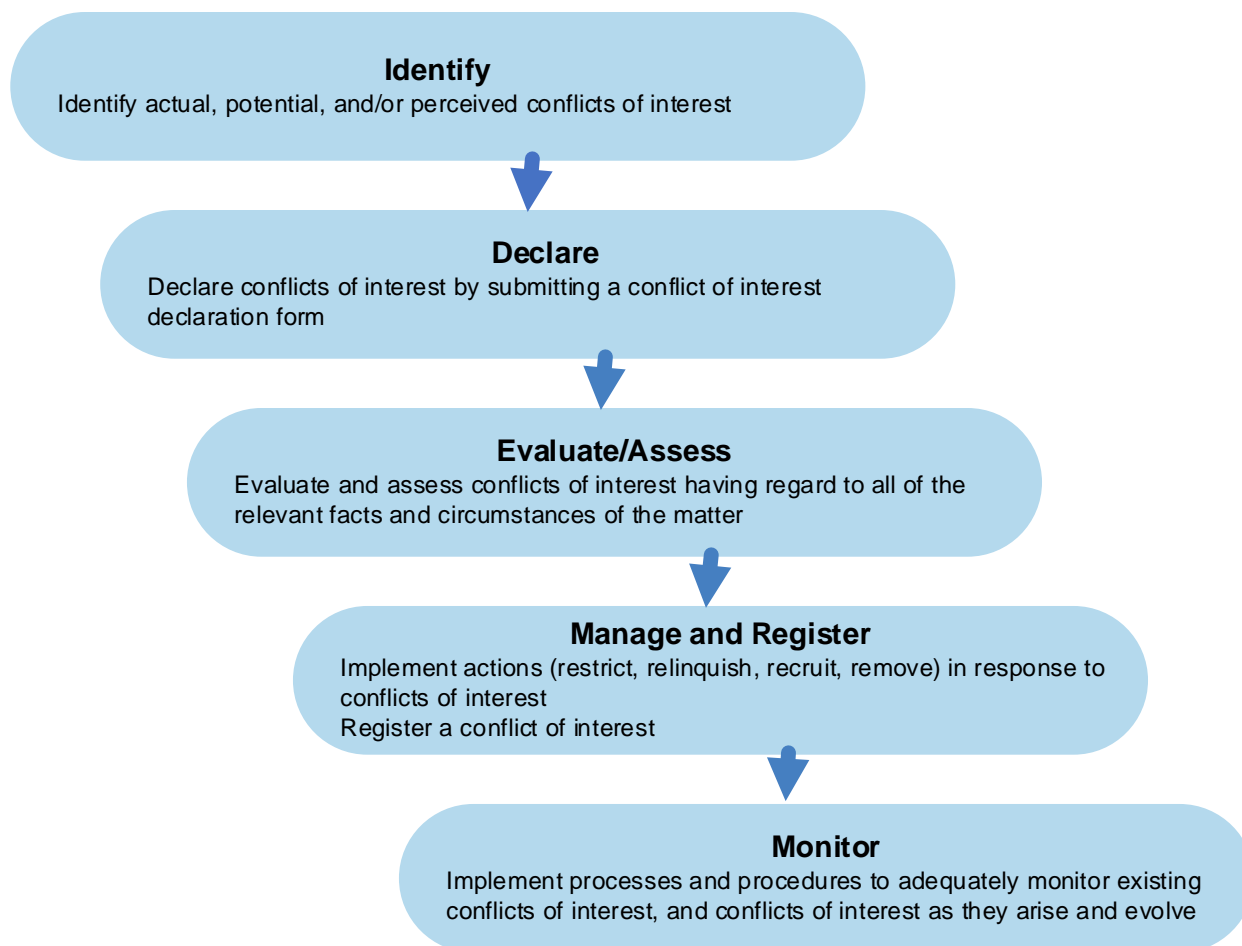 Identify
Identify actual, potential, and/or perceived conflicts of interest
Declare
Declare conflicts of interest by submitting a conflict of interest
declaration form
Evaluate/Assess
Evaluate and assess conflicts of interest having regard to all of the
relevant facts and circumstances of the matter
Manage and Register
Implement actions (restrict, relinquish, recruit, remove) in response to
conflicts of interest
Register a conflict of interest
Monitor
Implement processes and procedures to adequately monitor existing
conflicts of interest, and conflicts of interest as they arise and evolve